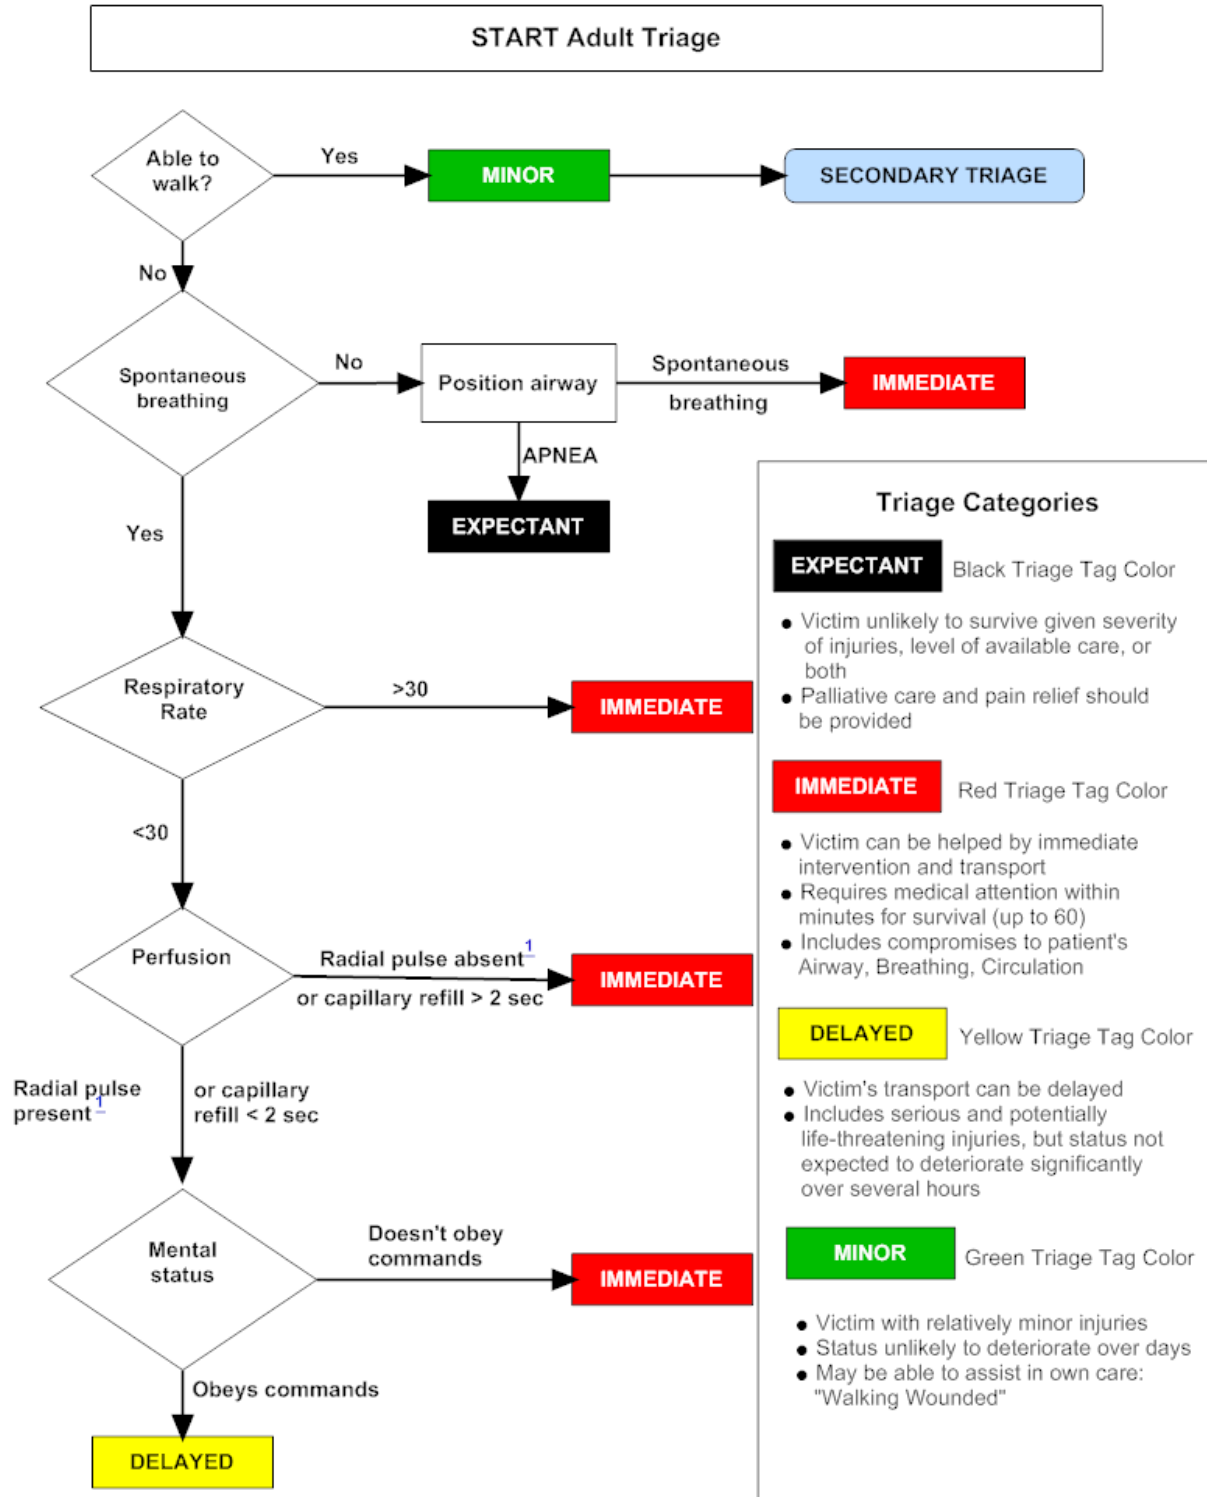 START Adult Triage
Able to
walk?
Yes
MINOR
SECONDARY TRIAGE
No
Spontaneous
breathing
No
Position airway
Spontaneous
breathing
IMMEDIATE
APNEA
EXPECTANT
Yes
Respiratory
Rate
>30
IMMEDIATE
<30
Perfusion
Radial pulse absent1
or capillary refill > 2 sec
IMMEDIATE
Radial pulse
present 1
or capillary
refill < 2 sec
Mental
status
Doesn't obey
commands
IMMEDIATE
Obeys commands
DELAYED
Triage Categories
EXPECTANT Black Triage Tag Color
● Victim unlikely to survive given severity
of injuries, level of available care, or
both
● Palliative care and pain relief should
be provided
IMMEDIATE Red Triage Tag Color
● Victim can be helped by immediate
intervention and transport
● Requires medical attention within
minutes for survival (up to 60)
● Includes compromises to patient's
Airway, Breathing, Circulation
DELAYED Yellow Triage Tag Color
● Victim's transport can be delayed
● Includes serious and potentially
life-threatening injuries, but status not
expected to deteriorate significantly
over several hours
MINOR Green Triage Tag Color
● Victim with relatively minor injuries
● Status unlikely to deteriorate over days
● May be able to assist in own care:
"Walking Wounded"